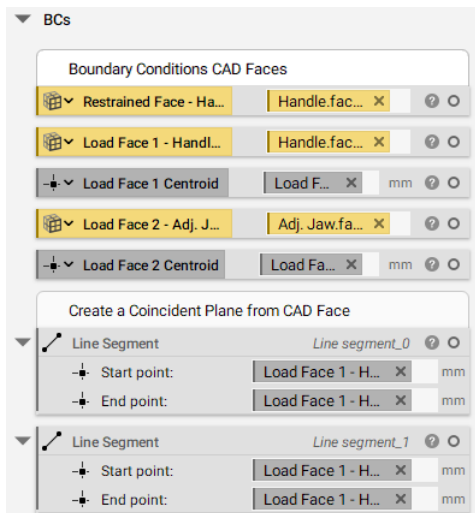 BCs
Boundary Conditions CAD Faces
Restrained Face - Ha... Handle.fac... ×
Load Face 1 - Handl... Handle.fac... ×
Load Face 1 Centroid Load F... × mm
Load Face 2 - Adj. J... Adj. Jaw.fa... ×
Load Face 2 Centroid Load Fa... × mm
Create a Coincident Plane from CAD Face
Line Segment Line segment_0
Start point: Load Face 1 - H... × mm
End point: Load Face 1 - H... × mm
Line Segment Line segment_1
Start point: Load Face 1 - H... × mm
End point: Load Face 1 - H... × mm